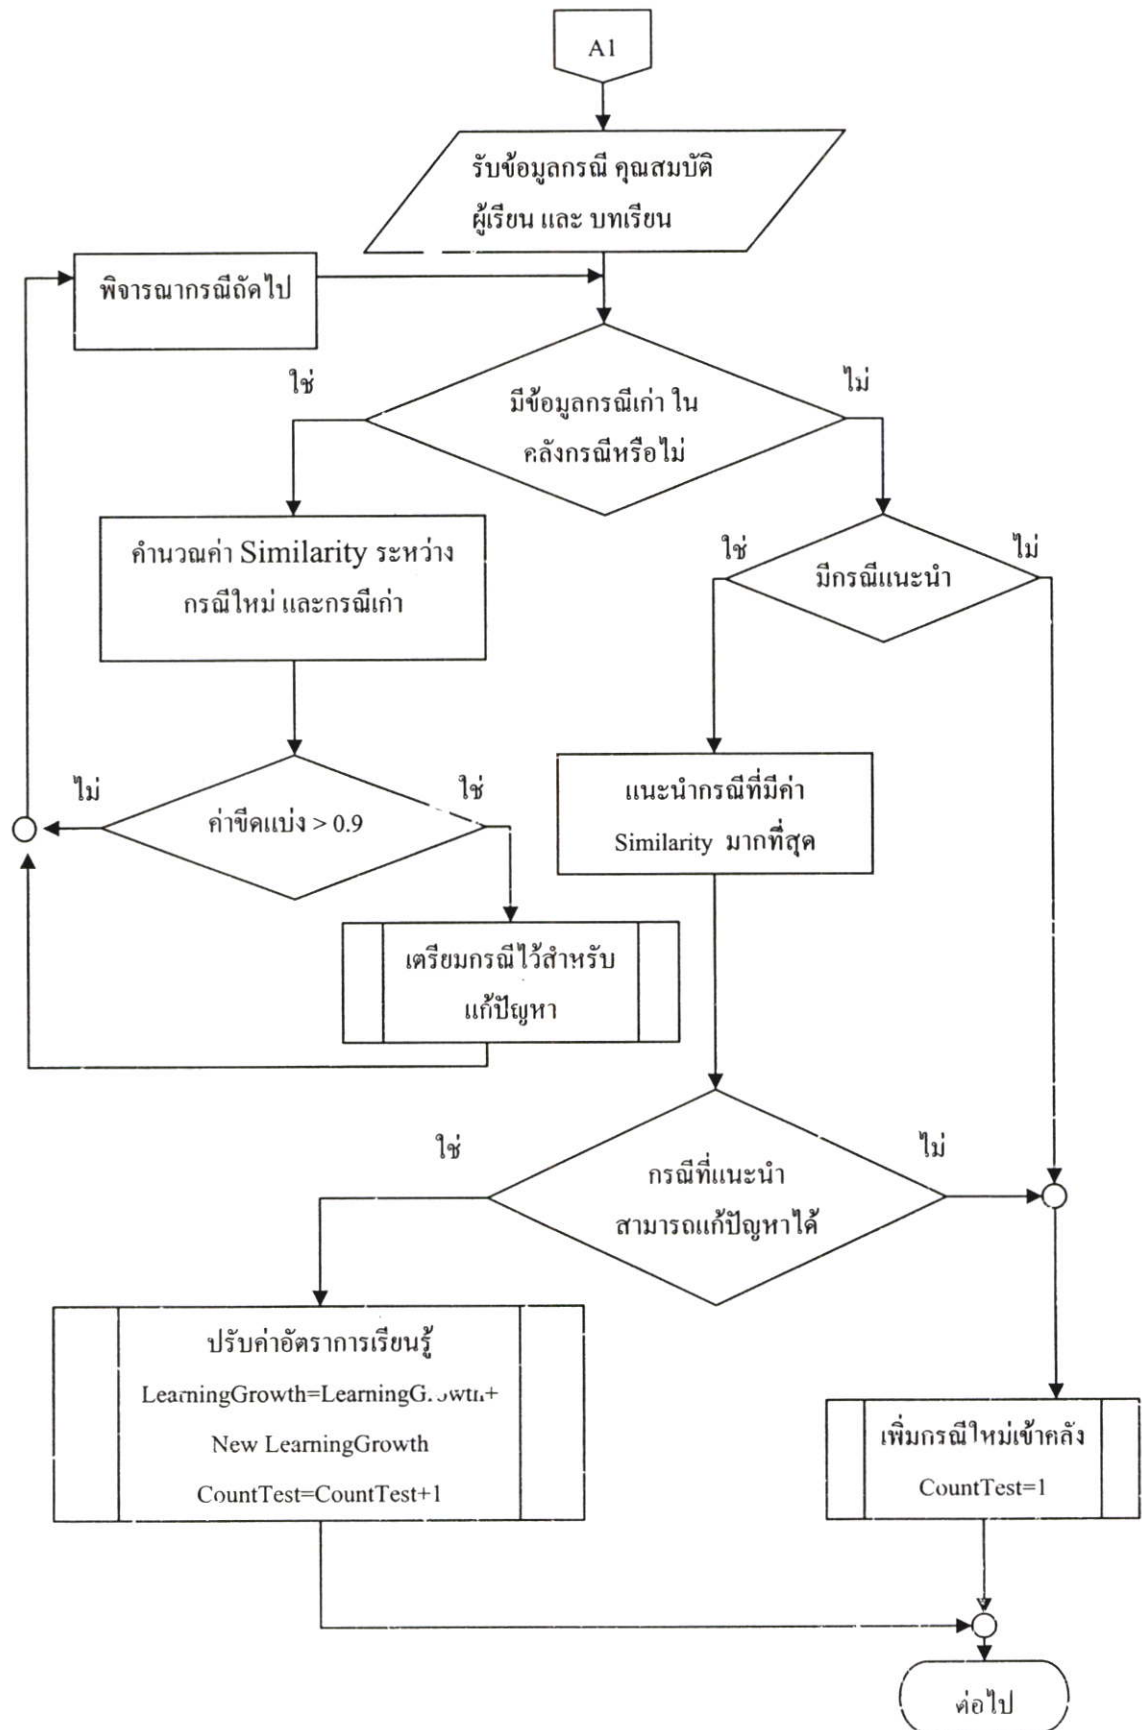 A1
รับข้อมูลกรณี คุณสมบัติ
ผู้เรียน และ บทเรียน
พิจารณากรณีถัดไป
ใช่
ไม่
มีข้อมูลกรณีเก่า ใน
คลังกรณีหรือไม่
คำนวณค่า Similarity ระหว่าง
กรณีใหม่ และกรณีเก่า
ใช่
ไม่
มีกรณีแนะนำ
ไม่
ใช่
ค่าขีดแบ่ง > 0.9
แนะนำกรณีที่มีค่า
Similarity มากที่สุด
เตรียมกรณีไว้สำหรับ
แก้ปัญหา
ใช่
ไม่
กรณีที่แนะนำ
สามารถแก้ปัญหาได้
ปรับค่าอัตราการเรียนรู้
LearningGrowth=LearningGrowth+
New LearningGrowth
CountTest=CountTest+1
เพิ่มกรณีใหม่เข้าคลัง
CountTest=1
ต่อไป